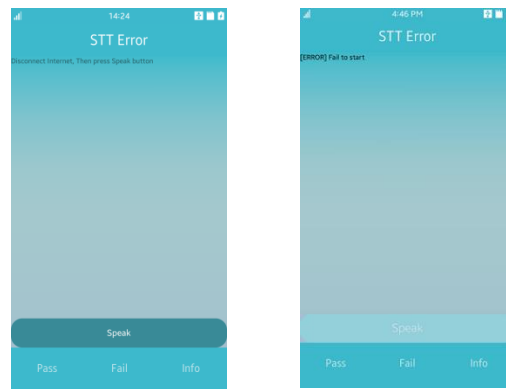 14:24
STT Error
Disconnect Internet, Then press Speak button
Speak
Pass Fail Info
4:46 PM
STT Error
[ERROR] Fail to start
Speak
Pass Fail Info